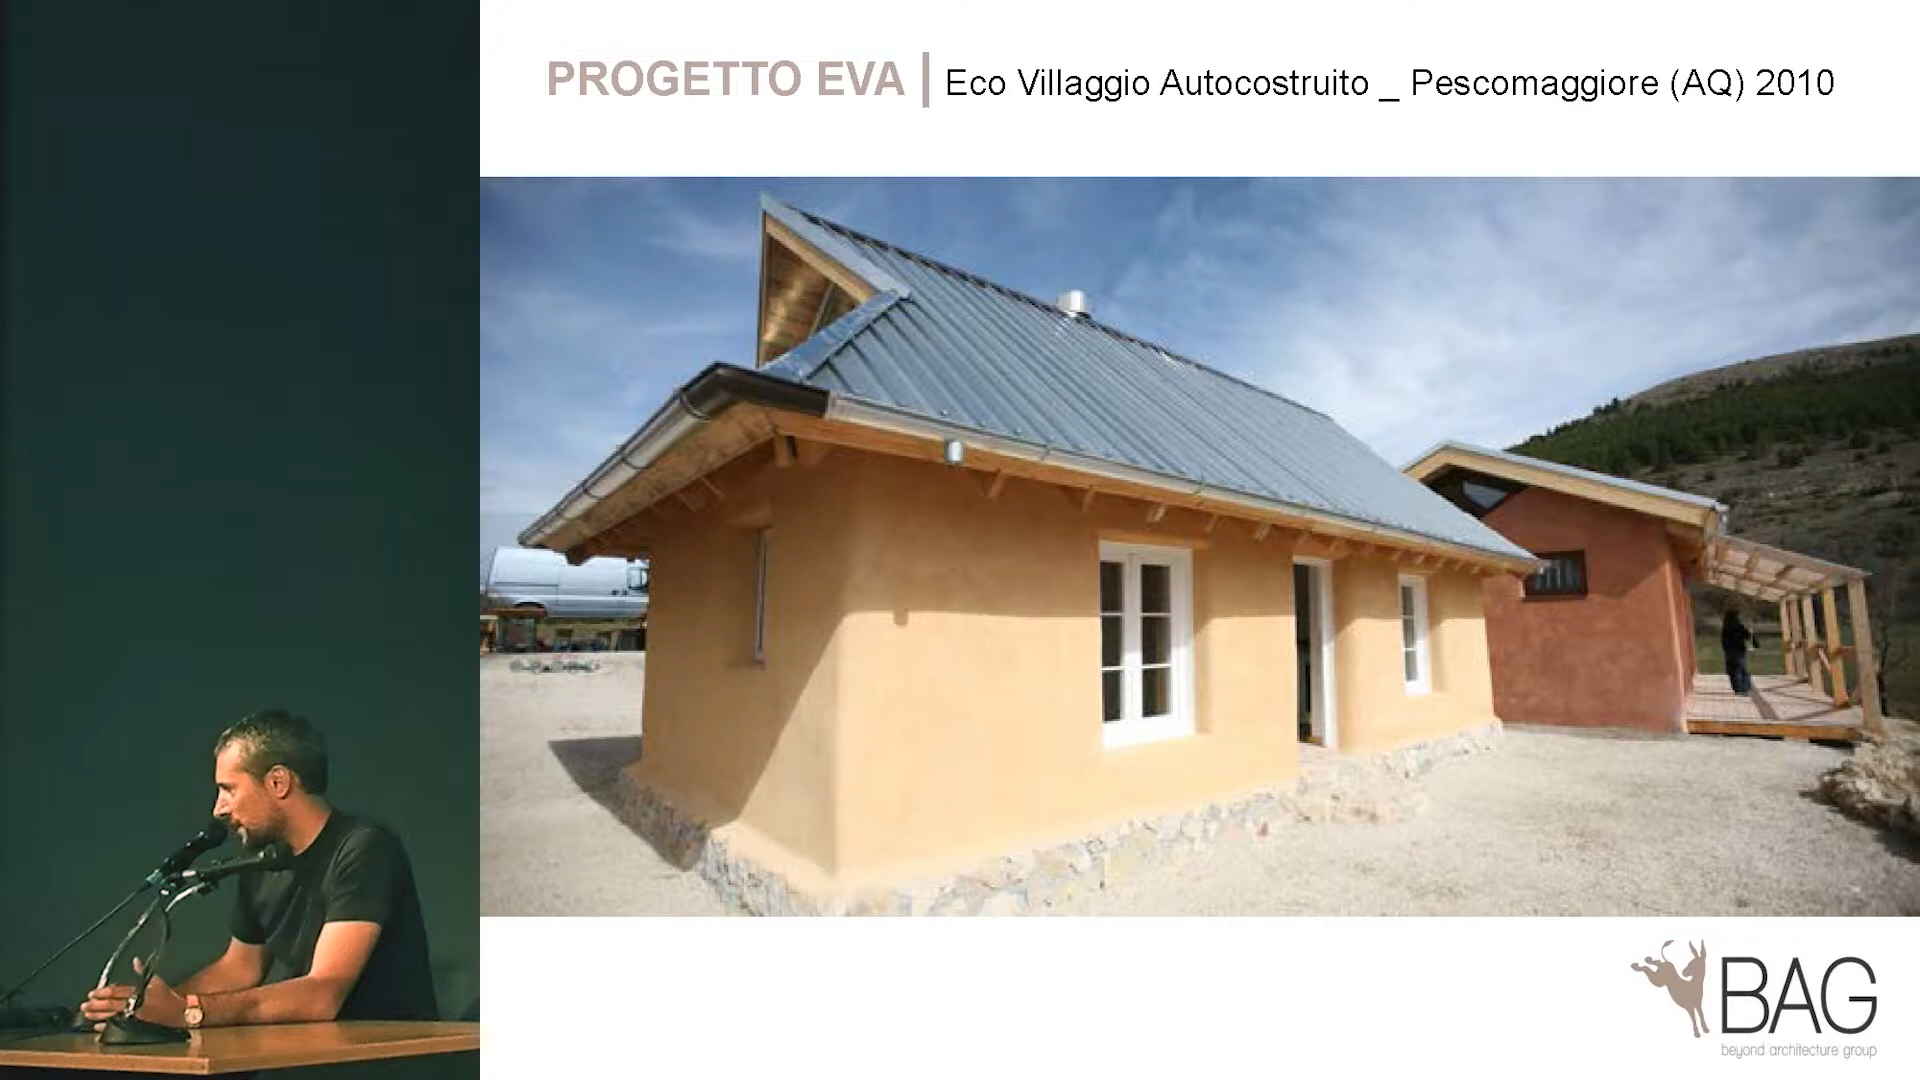 PROGETTO EVA | Eco Villaggio Autocostruito _ Pescomaggiore (AQ) 2010
BAG
beyond architecture group